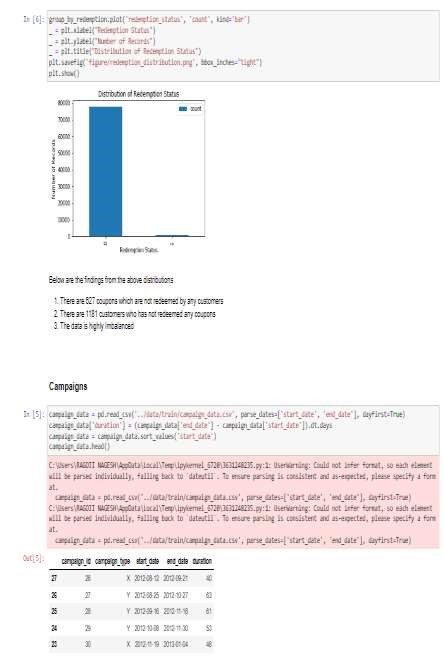 In [6]: group_by_redemption.plot('redemption_status', 'count', kind='bar')
_ = plt.xlabel("Redemption Status")
_ = plt.ylabel("Number of Records")
_ = plt.title("Distribution of Redemption Status")
plt.savefig('figure/redemption_distribution.png', bbox_inches="tight")
plt.show()
Distribution of Redemption Status
count
80000
70000
60000
50000
40000
30000
20000
10000
0
Number of Records
0
1
Redemption Status
Below are the findings from the above distributions
1. There are 827 coupons which are not redeemed by any customers
2. There are 1181 customers who has not redeemed any coupons
3. The data is highly imbalanced
Campaigns
In [5]: campaign_data = pd.read_csv('../data/train/campaign_data.csv', parse_dates=['start_date', 'end_date'], dayfirst=True)
campaign_data['duration'] = (campaign_data['end_date'] - campaign_data['start_date']).dt.days
campaign_data = campaign_data.sort_values('start_date')
campaign_data.head()
C:\Users\RAGOTI NAGESH\AppData\Local\Temp\ipykernel_6720\3631248235.py:1: UserWarning: Could not infer format, so each element
will be parsed individually, falling back to `dateutil`. To ensure parsing is consistent and as-expected, please specify a form
at.
campaign_data = pd.read_csv('../data/train/campaign_data.csv', parse_dates=['start_date', 'end_date'], dayfirst=True)
C:\Users\RAGOTI NAGESH\AppData\Local\Temp\ipykernel_6720\3631248235.py:1: UserWarning: Could not infer format, so each element
will be parsed individually, falling back to `dateutil`. To ensure parsing is consistent and as-expected, please specify a form
at.
campaign_data = pd.read_csv('../data/train/campaign_data.csv', parse_dates=['start_date', 'end_date'], dayfirst=True)
Out[5]:
campaign_id campaign_type start_date end_date duration
27 26 X 2012-08-12 2012-09-21 40
26 27 Y 2012-08-25 2012-10-27 63
25 28 Y 2012-09-16 2012-11-16 61
24 29 Y 2012-10-08 2012-11-30 53
23 30 X 2012-11-19 2013-01-04 46